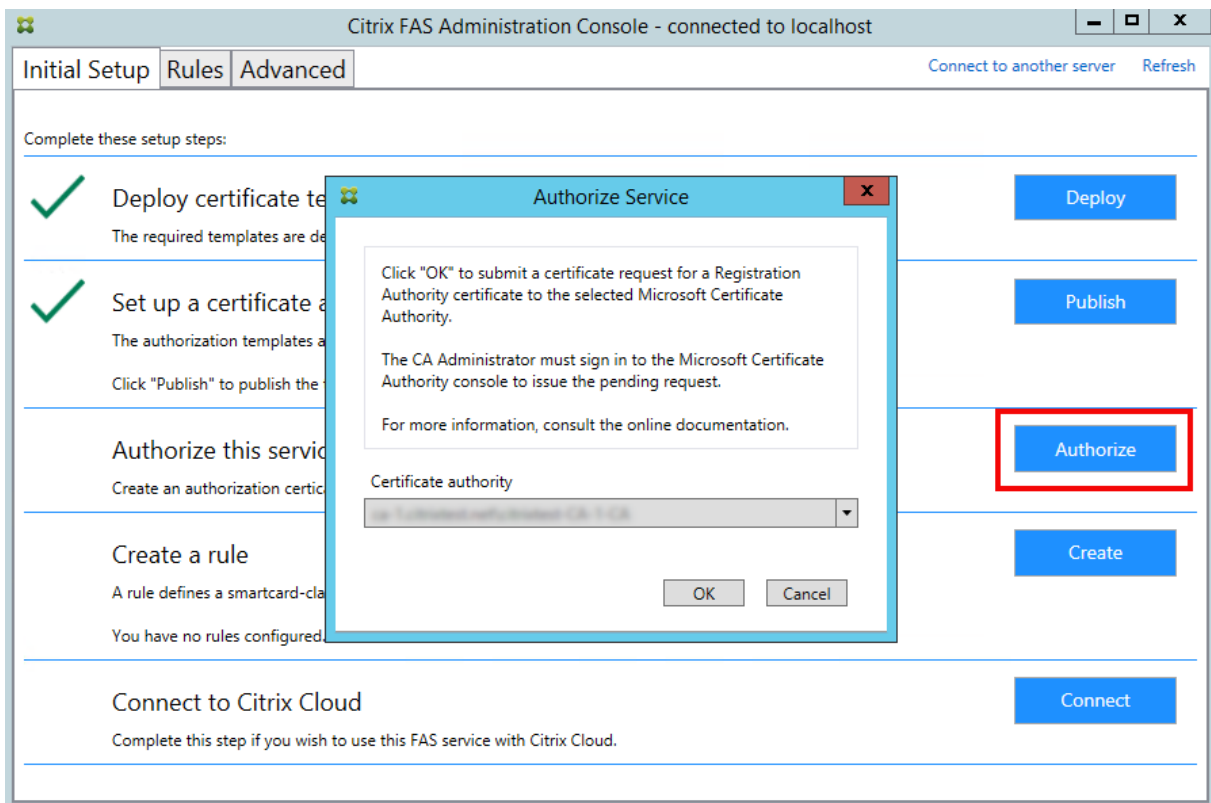 Citrix FAS Administration Console - connected to localhost
Initial Setup Rules Advanced Connect to another server Refresh
Complete these setup steps:
Deploy certificate te
The required templates are de
Deploy
Set up a certificate a
The authorization templates a
Click "Publish" to publish the
Publish
Authorize this servic
Create an authorization certic
Authorize
Create a rule
A rule defines a smartcard-cla
You have no rules configured.
Create
Connect to Citrix Cloud
Complete this step if you wish to use this FAS service with Citrix Cloud.
Connect
Authorize Service
Click "OK" to submit a certificate request for a Registration
Authority certificate to the selected Microsoft Certificate
Authority.
The CA Administrator must sign in to the Microsoft Certificate
Authority console to issue the pending request.
For more information, consult the online documentation.
Certificate authority
OK Cancel